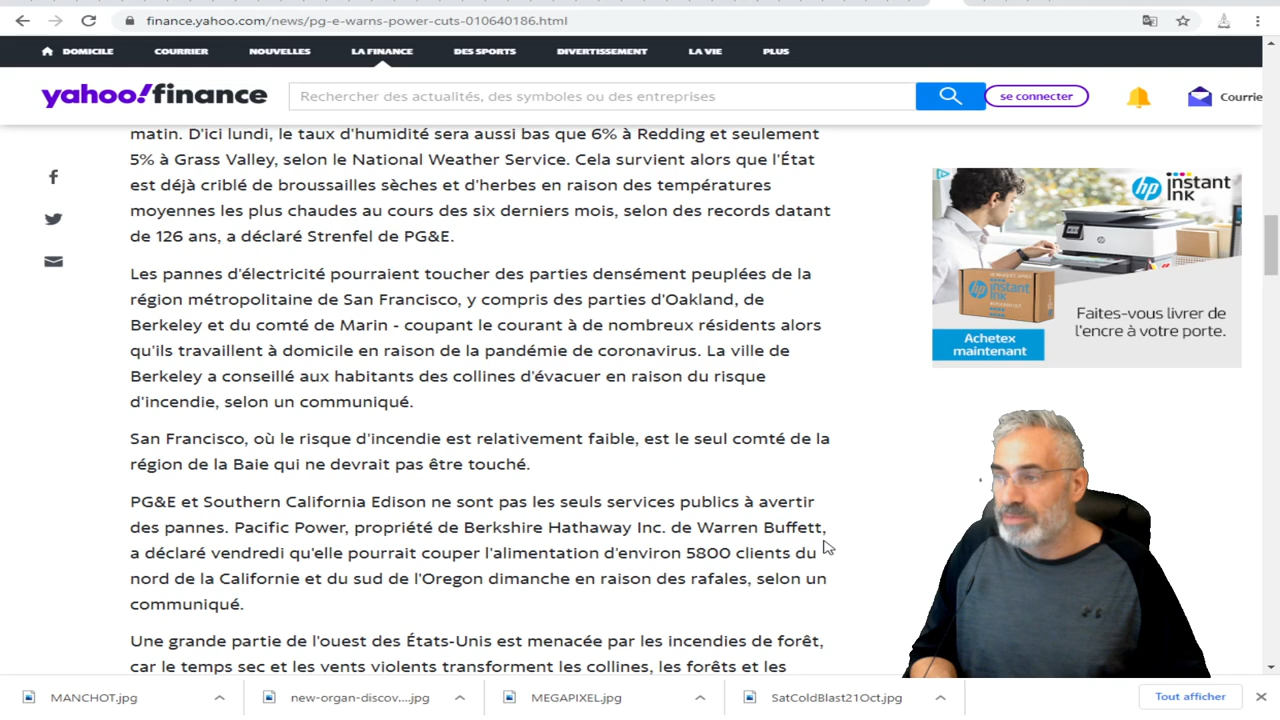 finance.yahoo.com/news/pg-e-warns-power-cuts-010640186.html
DOMICILE COURRIER NOUVELLES LA FINANCE DES SPORTS DIVERTISSEMENT LA VIE PLUS
yahoo!finance Rechercher des actualités, des symboles ou des entreprises se connecter Courrie
matin. D'ici lundi, le taux d'humidité sera aussi bas que 6% à Redding et seulement
5% à Grass Valley, selon le National Weather Service. Cela survient alors que l'État
est déjà criblé de broussailles sèches et d'herbes en raison des températures
moyennes les plus chaudes au cours des six derniers mois, selon des records datant
de 126 ans, a déclaré Strenfel de PG&E.
Les pannes d'électricité pourraient toucher des parties densément peuplées de la
région métropolitaine de San Francisco, y compris des parties d'Oakland, de
Berkeley et du comté de Marin - coupant le courant à de nombreux résidents alors
qu'ils travaillent à domicile en raison de la pandémie de coronavirus. La ville de
Berkeley a conseillé aux habitants des collines d'évacuer en raison du risque
d'incendie, selon un communiqué.
San Francisco, où le risque d'incendie est relativement faible, est le seul comté de la
région de la Baie qui ne devrait pas être touché.
PG&E et Southern California Edison ne sont pas les seuls services publics à avertir
des pannes. Pacific Power, propriété de Berkshire Hathaway Inc. de Warren Buffett,
a déclaré vendredi qu'elle pourrait couper l'alimentation d'environ 5800 clients du
nord de la Californie et du sud de l'Oregon dimanche en raison des rafales, selon un
communiqué.
Une grande partie de l'ouest des États-Unis est menacée par les incendies de forêt,
car le temps sec et les vents violents transforment les collines, les forêts et les
hp instant ink
hp instant ink
Faites-vous livrer de
l'encre à votre porte.
Achetez
maintenant
MANCHOT.jpg new-organ-discov....jpg MEGAPIXEL.jpg SatColdBlast21Oct.jpg Tout afficher